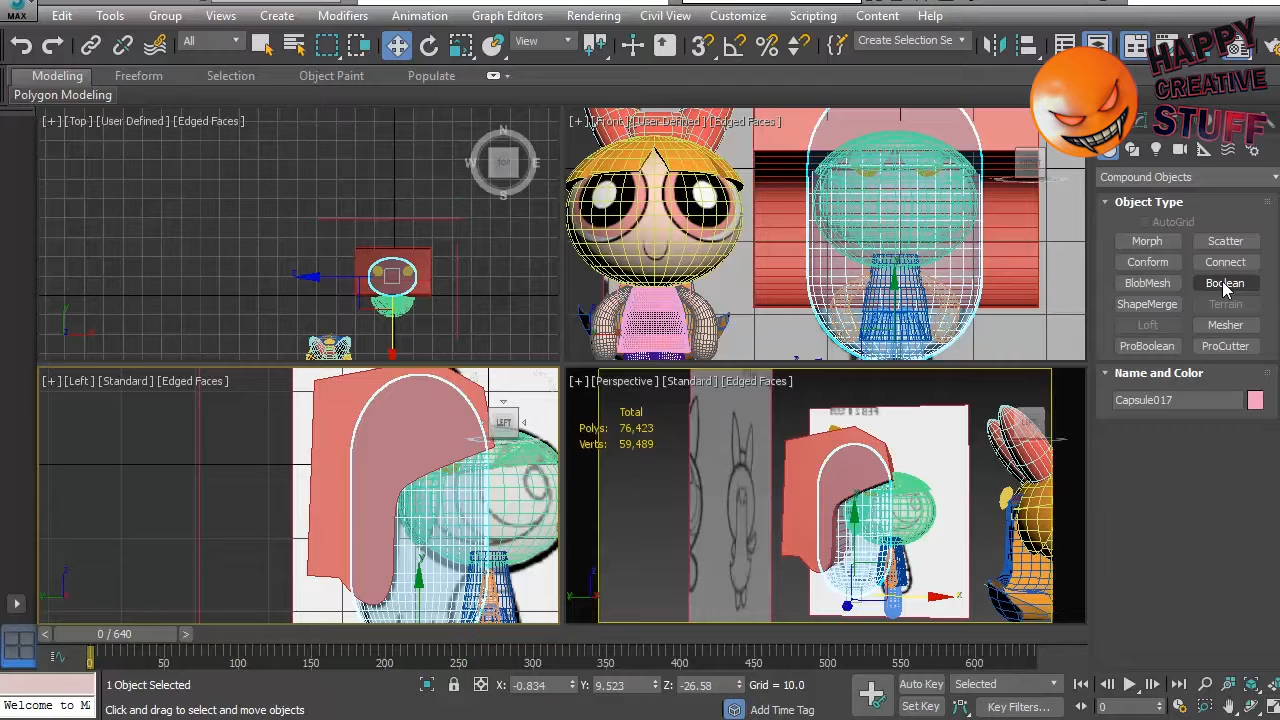 MAX
Edit Tools Group Views Create Modifiers Animation Graph Editors Rendering Civil View Customize Scripting Content Help
All View Create Selection Se
Modeling Freeform Selection Object Paint Populate
Polygon Modeling
[+] [Top] [User Defined] [Edged Faces]
N
W TOP E
S
[+] [Front] [User Defined] [Edged Faces]
HAPPY
CREATIVE
STUFF
Compound Objects
Object Type
AutoGrid
Morph Scatter
Conform Connect
BlobMesh Boolean
ShapeMerge Terrain
Loft Mesher
ProBoolean ProCutter
Name and Color
Capsule017
[+] [Left] [Standard] [Edged Faces]
LEFT
[+] [Perspective] [Standard] [Edged Faces]
Total
Polys: 76,423
Verts: 59,489
< 0 / 640 >
0 50 100 150 200 250 300 350 400 450 500 550 600
1 Object Selected X: -0.834 Y: 9.523 Z: -26.58 Grid = 10.0 Auto Key Selected
Welcome to M Click and drag to select and move objects Add Time Tag Set Key Key Filters... 0